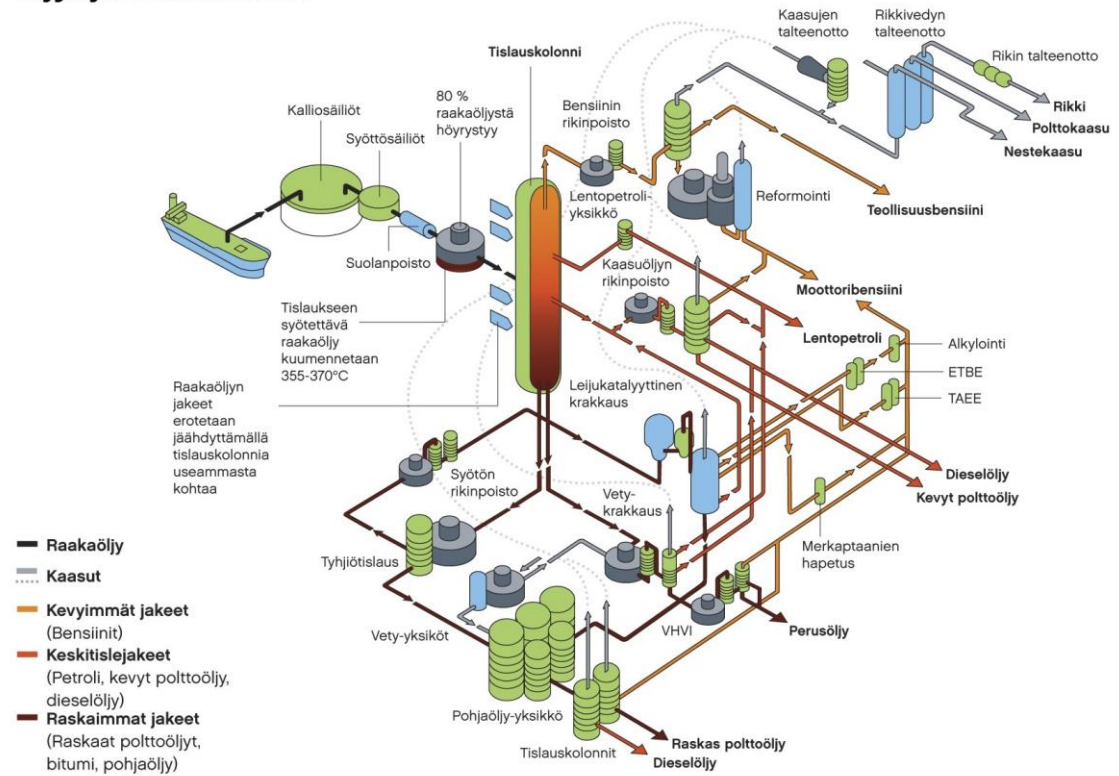 Kaasujen
talteenotto
Rikkivedyn
talteenotto
Rikin talteenotto
Tislauskolonni
80 %
raakaöljystä
höyrystyy
Kalliosäiliöt
Syöttösäiliöt
Bensiinin
rikinpoisto
Rikki
Polttokaasu
Nestekaasu
Lentopetroli-
yksikkö
Reformointi
Teollisuusbensiini
Suolanpoisto
Kaasuöljyn
rikinpoisto
Moottoribensiini
Tislaukseen
syötettävä
raakaöljy
kuumennetaan
355-370°C
Lentopetroli
Alkylointi
ETBE
TAEE
Raakaöljyn
jakeet
erotetaan
jäähdyttämällä
tislauskolonnia
useammasta
kohtaa
Leijukatalyyttinen
krakkaus
Syötön
rikinpoisto
Dieselöljy
Kevyt polttoöljy
Vety-
krakkaus
Tyhjiötislaus
Merkaptaanien
hapetus
Raakaöljy
Kaasut
Kevyimmät jakeet
(Bensiinit)
Keskitislejakeet
(Petroli, kevyt polttoöljy,
dieselöljy)
Raskaimmat jakeet
(Raskaat polttoöljyt,
bitumi, pohjaöljy)
Vety-yksiköt
VHVI
Perusöljy
Pohjaöljy-yksikkö
Tislauskolonnit
Raskas polttoöljy
Dieselöljy